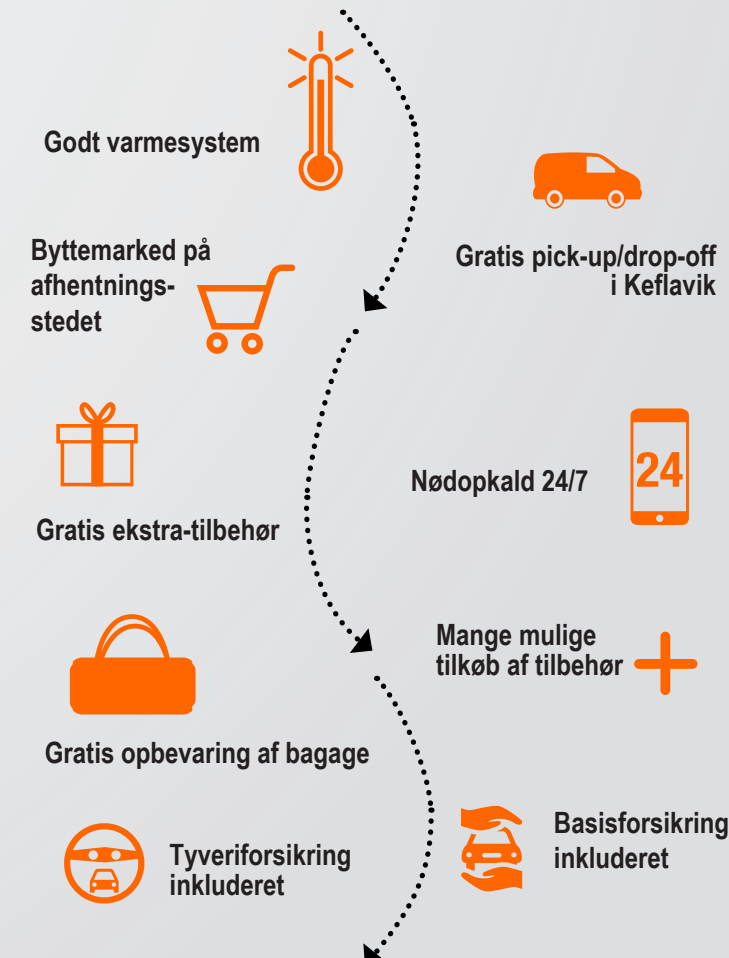 Godt varmesystem
Gratis pick-up/drop-off
i Keflavik
Byttemarked på
afhentnings-
stedet
24
Nødopkald 24/7
Gratis ekstra-tilbehør
Mange mulige
tilkøb af tilbehør
Gratis opbevaring af bagage
Basisforsikring
inkluderet
Tyveriforsikring
inkluderet